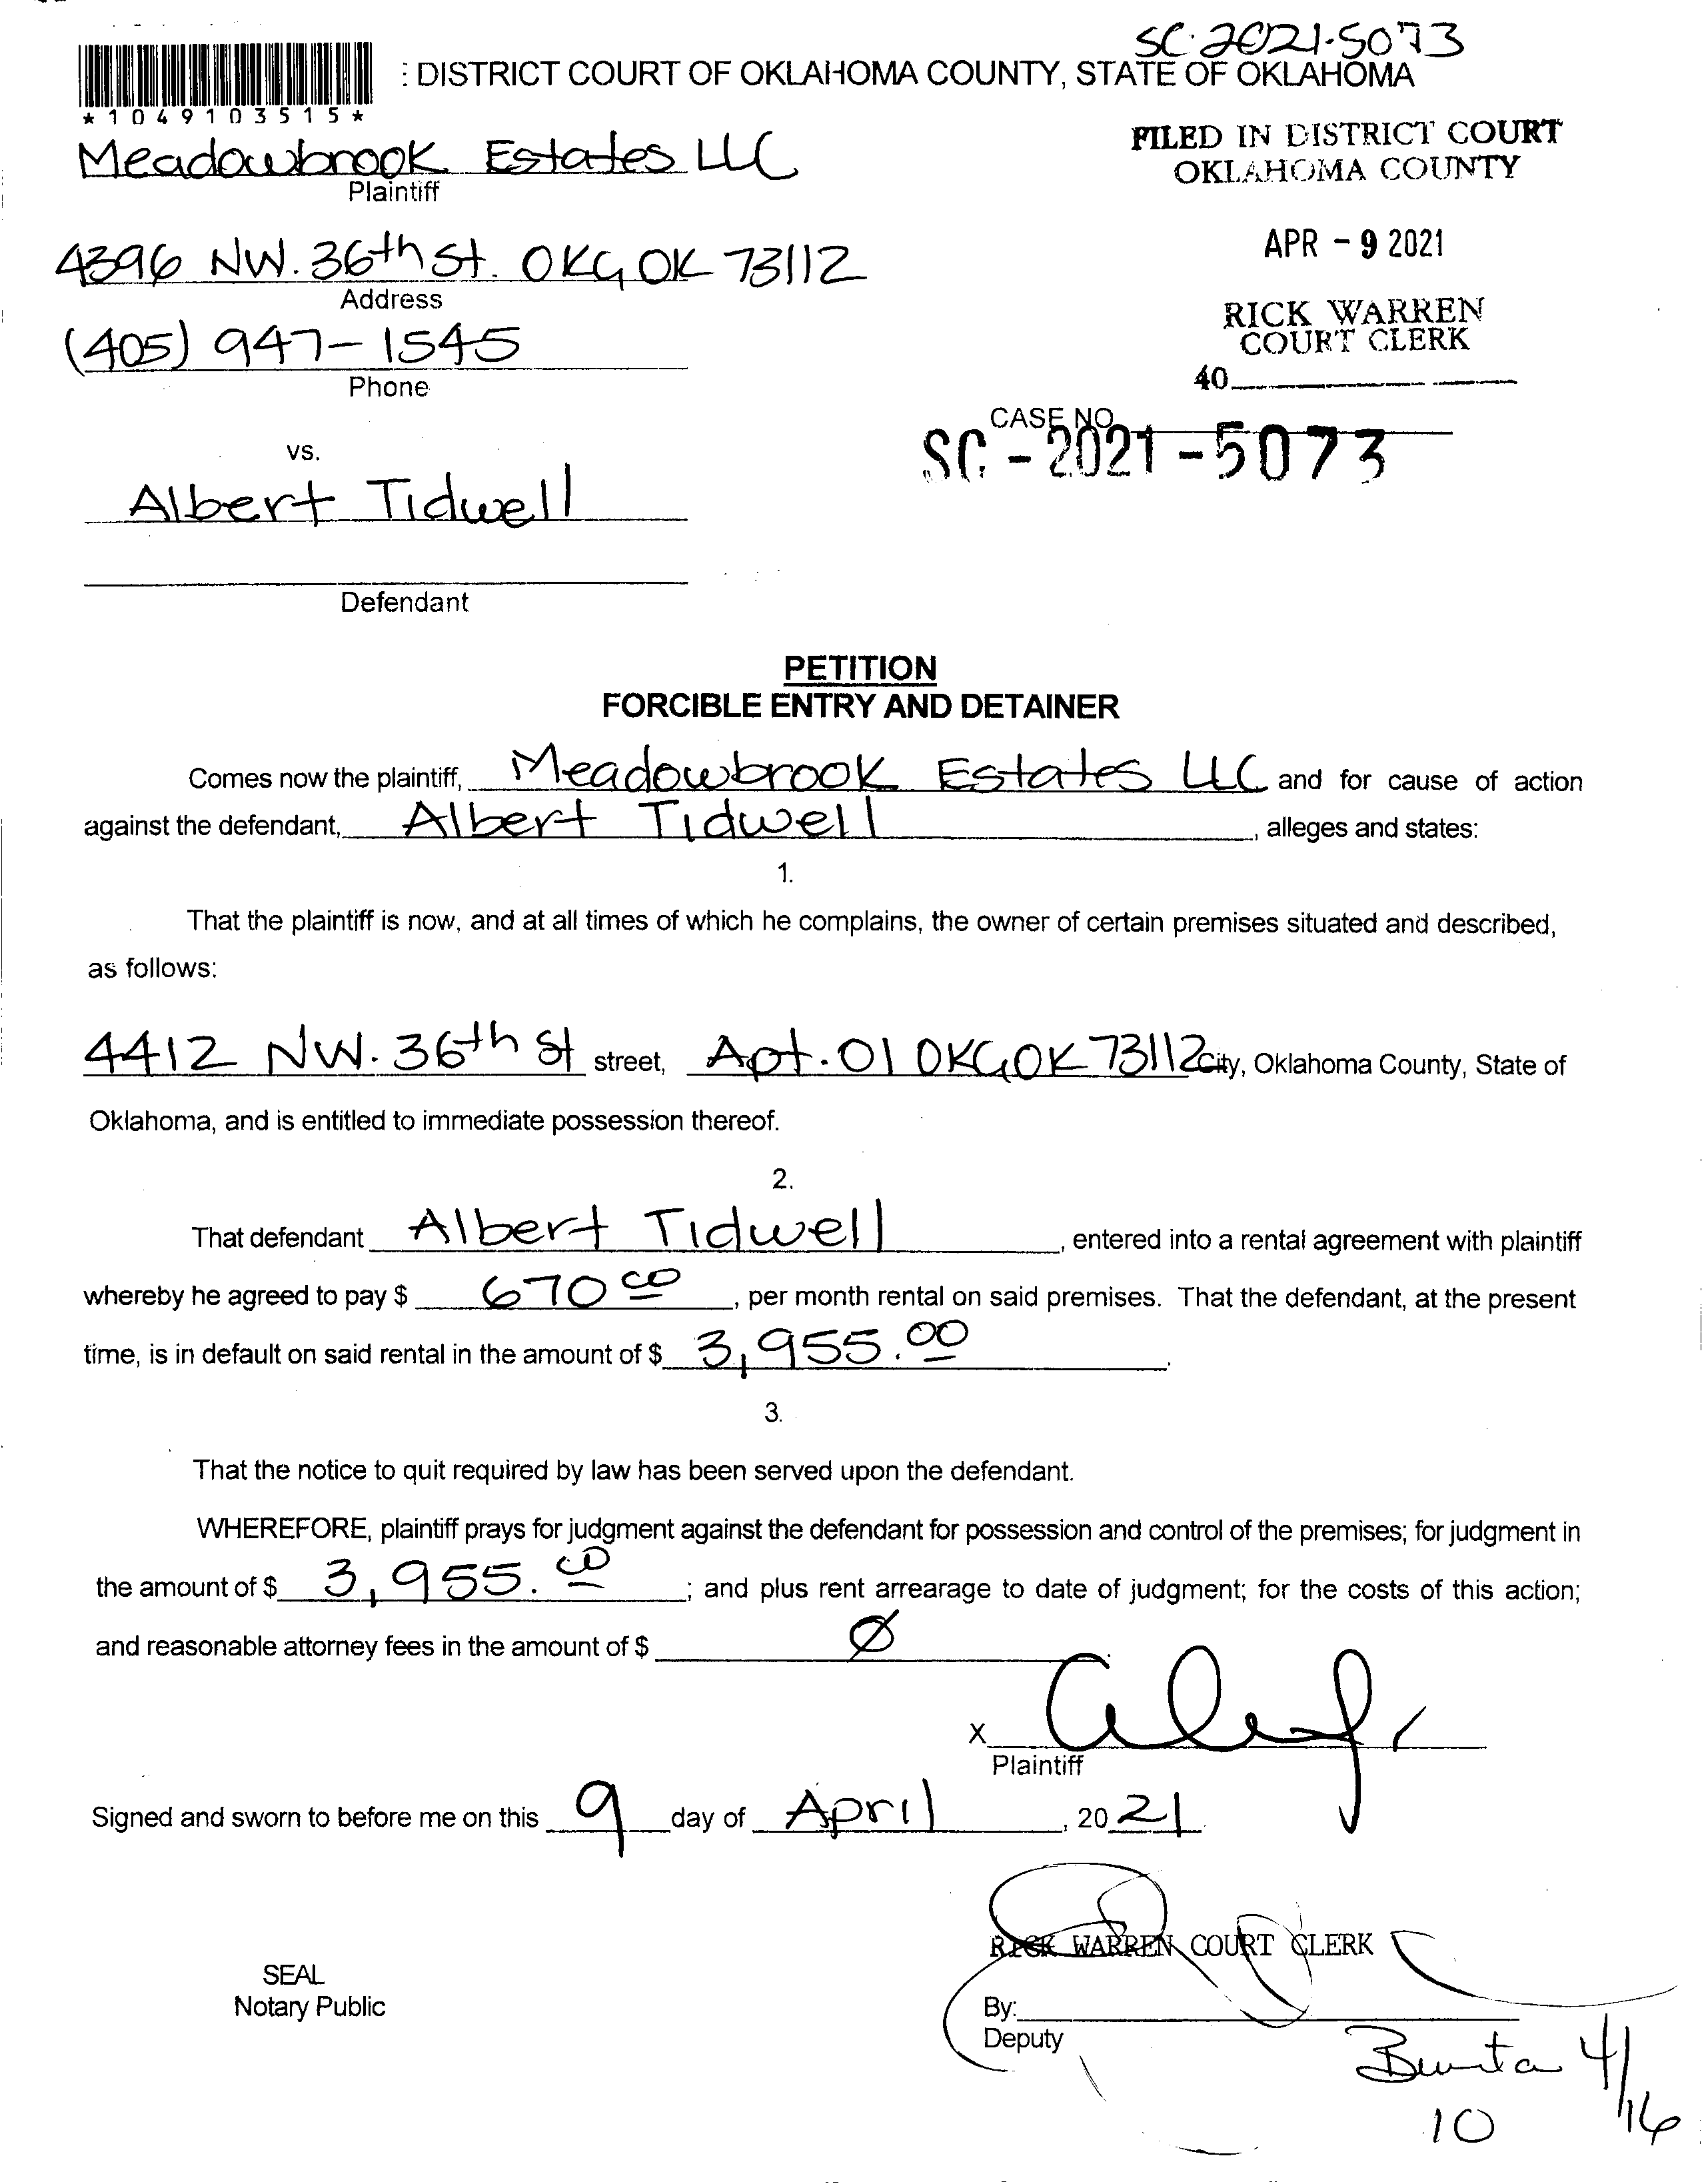 SC-2021-5073
: DISTRICT COURT OF OKLAHOMA COUNTY, STATE OF OKLAHOMA
*1049103515*
FILED IN DISTRICT COURT
OKLAHOMA COUNTY
Meadowbrook Estates LLC
Plaintiff
APR - 9 2021
4396 NW. 36th St. OKC, OK 73112
Address
RICK WARREN
COURT CLERK
(405) 947-1545
Phone
40
CASE NO
SC-2021-5073
vs.
Albert Tidwell
Defendant
PETITION
FORCIBLE ENTRY AND DETAINER
Comes now the plaintiff, Meadowbrook Estates LLC and for cause of action
against the defendant, Albert Tidwell, alleges and states:
1.
That the plaintiff is now, and at all times of which he complains, the owner of certain premises situated and described,
as follows:
4412 NW. 36th St street, Apt. 01 OKC, OK 73112 City, Oklahoma County, State of
Oklahoma, and is entitled to immediate possession thereof.
2.
That defendant Albert Tidwell, entered into a rental agreement with plaintiff
whereby he agreed to pay $ 670 00, per month rental on said premises. That the defendant, at the present
time, is in default on said rental in the amount of $ 3,955.00.
3.
That the notice to quit required by law has been served upon the defendant.
WHEREFORE, plaintiff prays for judgment against the defendant for possession and control of the premises; for judgment in
the amount of $ 3,955.00; and plus rent arrearage to date of judgment; for the costs of this action;
and reasonable attorney fees in the amount of $ Ø
X
Plaintiff
Signed and sworn to before me on this 9 day of April, 20 21
RICK WARREN COURT CLERK
SEAL
Notary Public
By:
Deputy
4/16
10